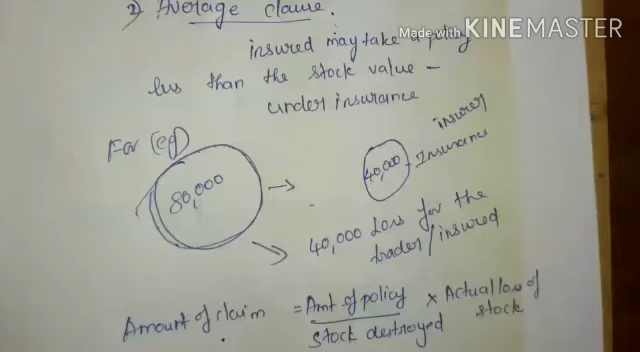 2) Average clause.
Made with KINEMASTER
insured may take a policy
less than the stock value -
under insurance
For (eg)
80,000
40,000
insurer
Insurance
40,000 Loss for the
trader/insured
Amount of claim = Amt of policy × Actual loss of
stock destroyed stock